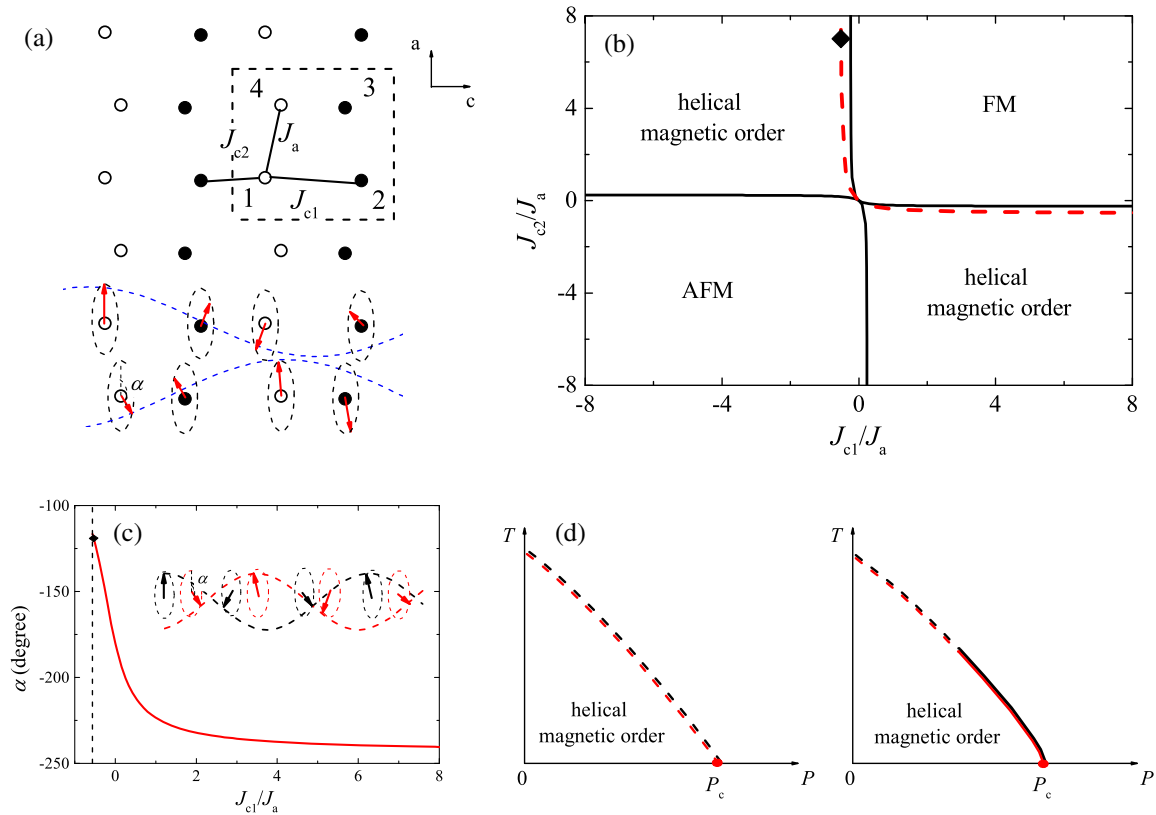 (a)
a
c
4
3
J_c2
J_a
1
J_c1
2
α
(b)
8
4
0
-4
-8
J_c2/J_a
helical
magnetic order
FM
AFM
helical
magnetic order
-8
-4
0
4
8
J_c1/J_a
(c)
-100
-150
-200
-250
α (degree)
α
0
2
4
6
8
J_c1/J_a
(d)
T
helical
magnetic order
0
P_c
P
T
helical
magnetic order
0
P_c
P